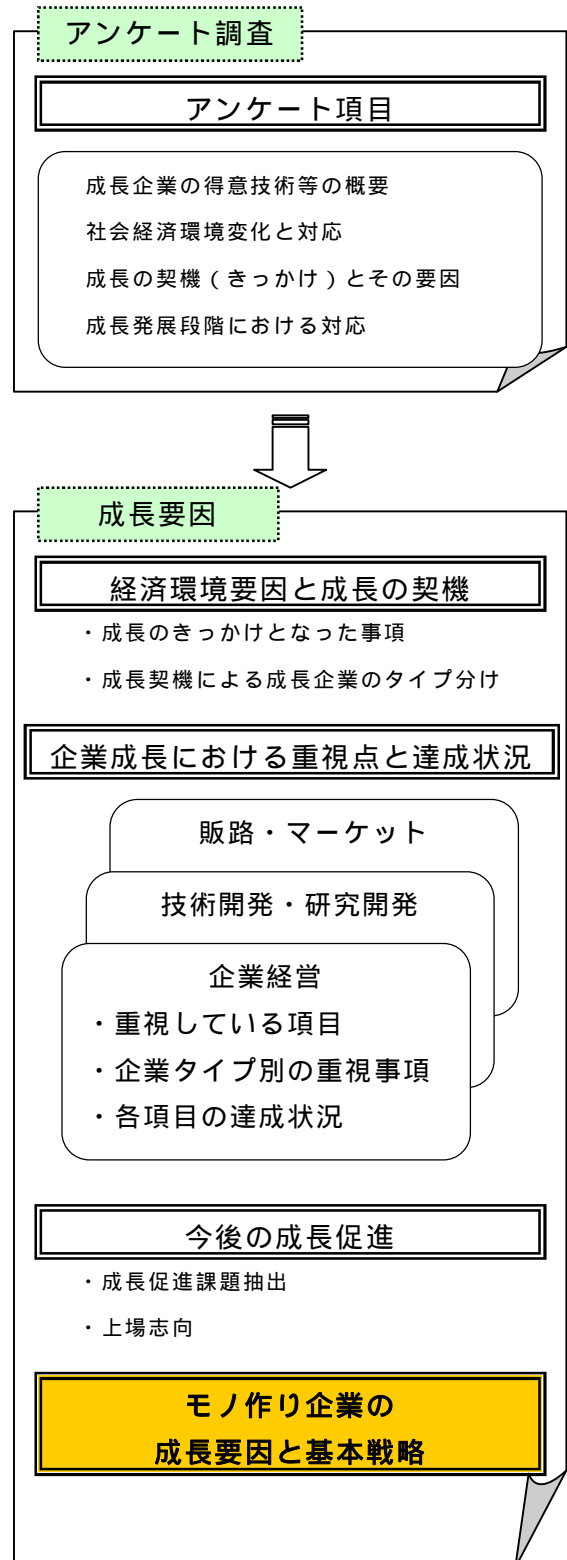 アンケート調査
アンケート項目
成長企業の得意技術等の概要
社会経済環境変化と対応
成長の契機（きっかけ）とその要因
成長発展段階における対応
成長要因
経済環境要因と成長の契機
・成長のきっかけとなった事項
・成長契機による成長企業のタイプ分け
企業成長における重視点と達成状況
販路・マーケット
技術開発・研究開発
企業経営
・重視している項目
・企業タイプ別の重視事項
・各項目の達成状況
今後の成長促進
・成長促進課題抽出
・上場志向
モノ作り企業の
成長要因と基本戦略